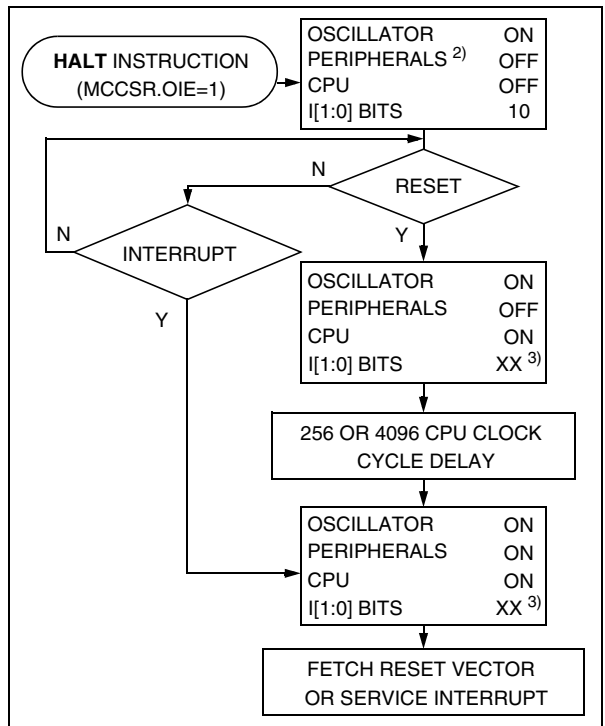 HALT INSTRUCTION
(MCCSR.OIE=1)
OSCILLATOR ON
PERIPHERALS 2) OFF
CPU OFF
I[1:0] BITS 10
N
RESET
N
INTERRUPT
Y
Y
OSCILLATOR ON
PERIPHERALS OFF
CPU ON
I[1:0] BITS XX 3)
256 OR 4096 CPU CLOCK
CYCLE DELAY
OSCILLATOR ON
PERIPHERALS ON
CPU ON
I[1:0] BITS XX 3)
FETCH RESET VECTOR
OR SERVICE INTERRUPT